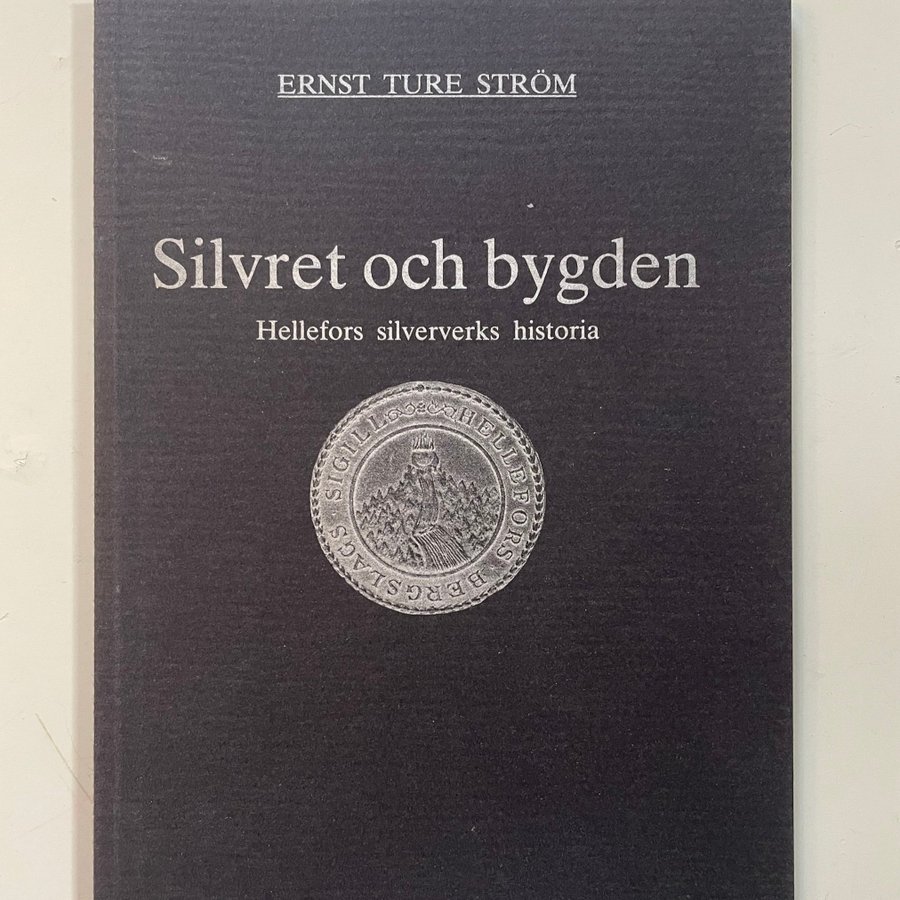 ERNST TURE STRÖM
Silvret och bygden
Hellefors silververks historia
HELLEFORS BERGSLAGS SIGILL